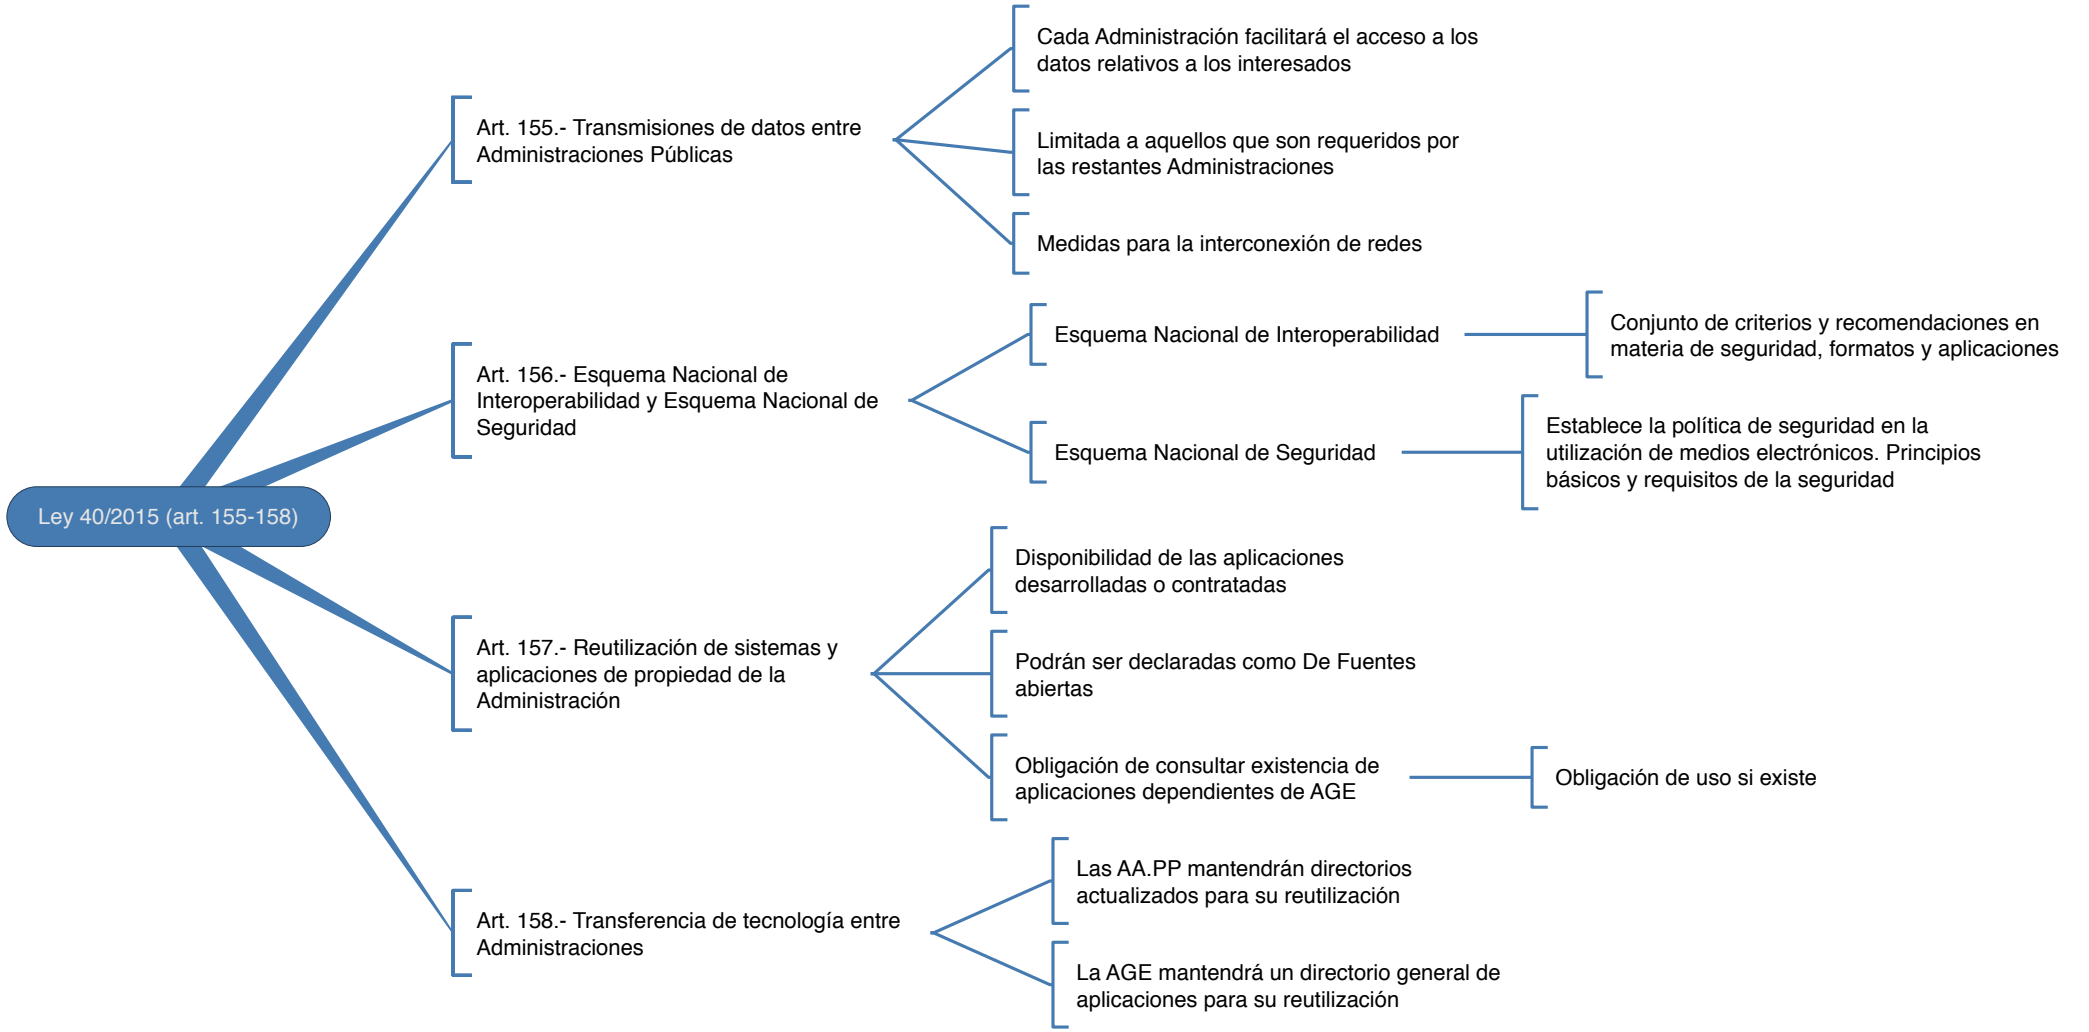 Ley 40/2015 (art. 155-158)
Art. 155.- Transmisiones de datos entre
Administraciones Públicas
Cada Administración facilitará el acceso a los
datos relativos a los interesados
Limitada a aquellos que son requeridos por
las restantes Administraciones
Medidas para la interconexión de redes
Art. 156.- Esquema Nacional de
Interoperabilidad y Esquema Nacional de
Seguridad
Esquema Nacional de Interoperabilidad
Conjunto de criterios y recomendaciones en
materia de seguridad, formatos y aplicaciones
Esquema Nacional de Seguridad
Establece la política de seguridad en la
utilización de medios electrónicos. Principios
básicos y requisitos de la seguridad
Art. 157.- Reutilización de sistemas y
aplicaciones de propiedad de la
Administración
Disponibilidad de las aplicaciones
desarrolladas o contratadas
Podrán ser declaradas como De Fuentes
abiertas
Obligación de consultar existencia de
aplicaciones dependientes de AGE
Obligación de uso si existe
Art. 158.- Transferencia de tecnología entre
Administraciones
Las AA.PP mantendrán directorios
actualizados para su reutilización
La AGE mantendrá un directorio general de
aplicaciones para su reutilización